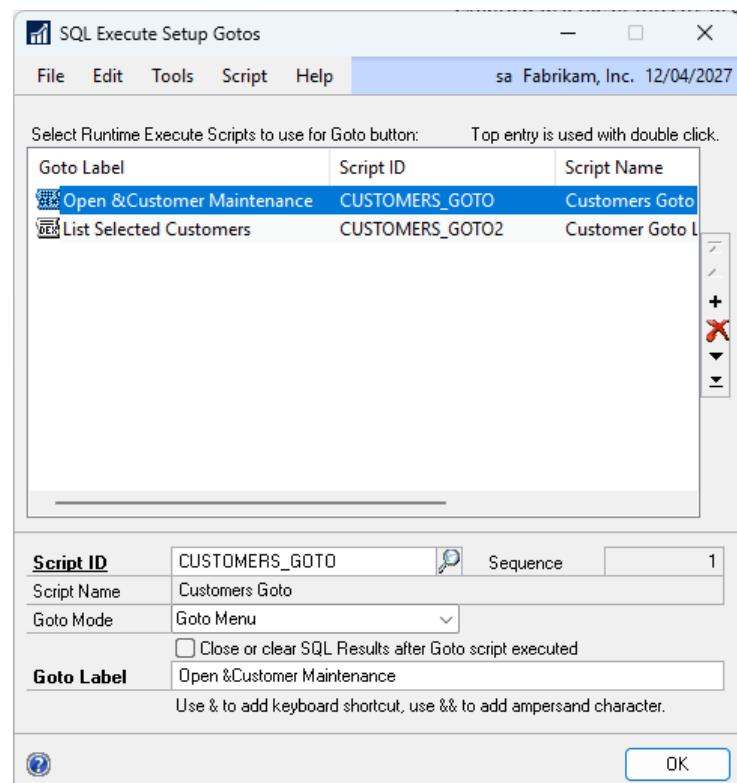 SQL Execute Setup Gotos
File Edit Tools Script Help sa Fabrikam, Inc. 12/04/2027
Select Runtime Execute Scripts to use for Goto button: Top entry is used with double click.
Goto Label Script ID Script Name
Open &Customer Maintenance CUSTOMERS_GOTO Customers Goto
List Selected Customers CUSTOMERS_GOTO2 Customer Goto L
Script ID CUSTOMERS_GOTO Sequence 1
Script Name Customers Goto
Goto Mode Goto Menu
Close or clear SQL Results after Goto script executed
Goto Label Open &Customer Maintenance
Use & to add keyboard shortcut, use && to add ampersand character.
OK